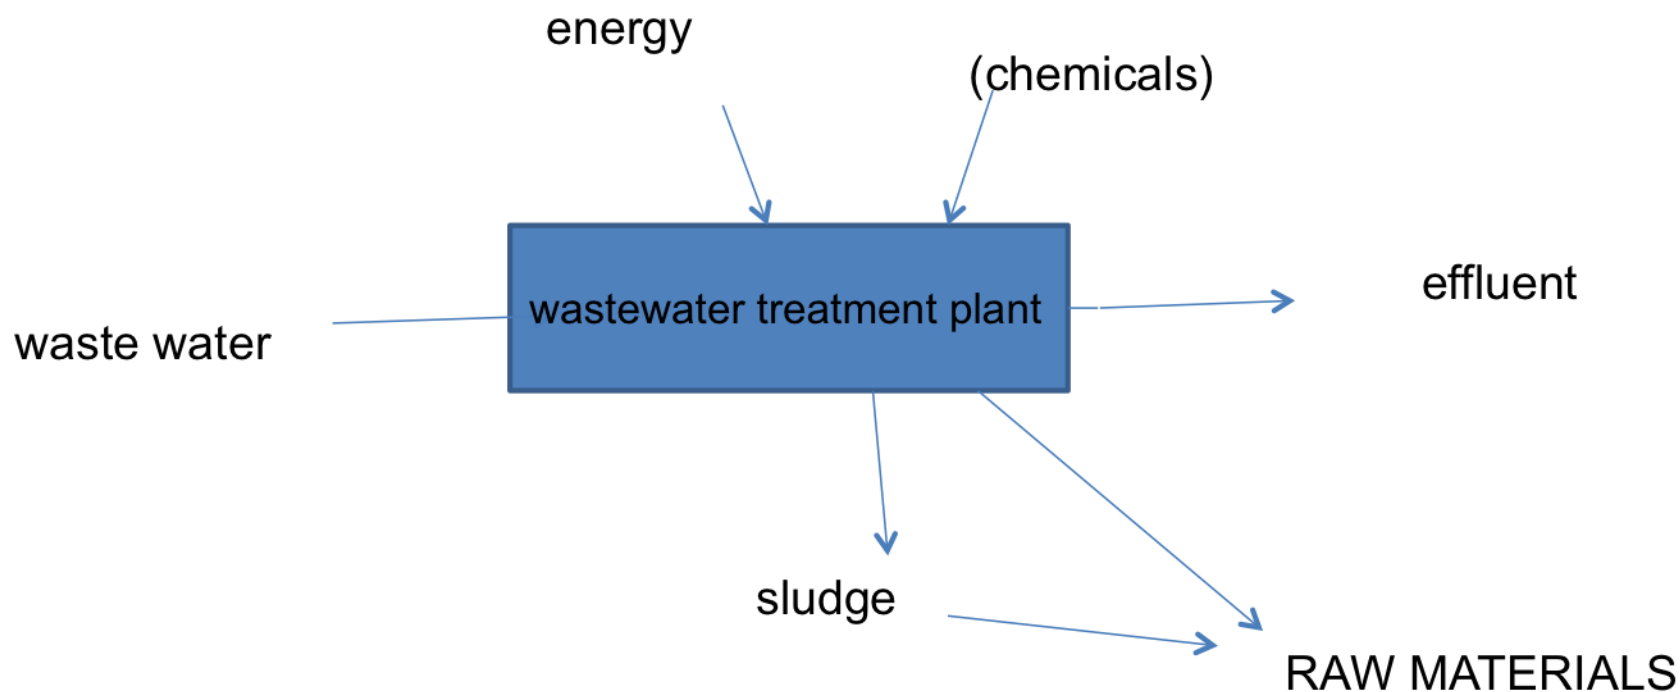 energy
(chemicals)
wastewater treatment plant
effluent
waste water
sludge
RAW MATERIALS